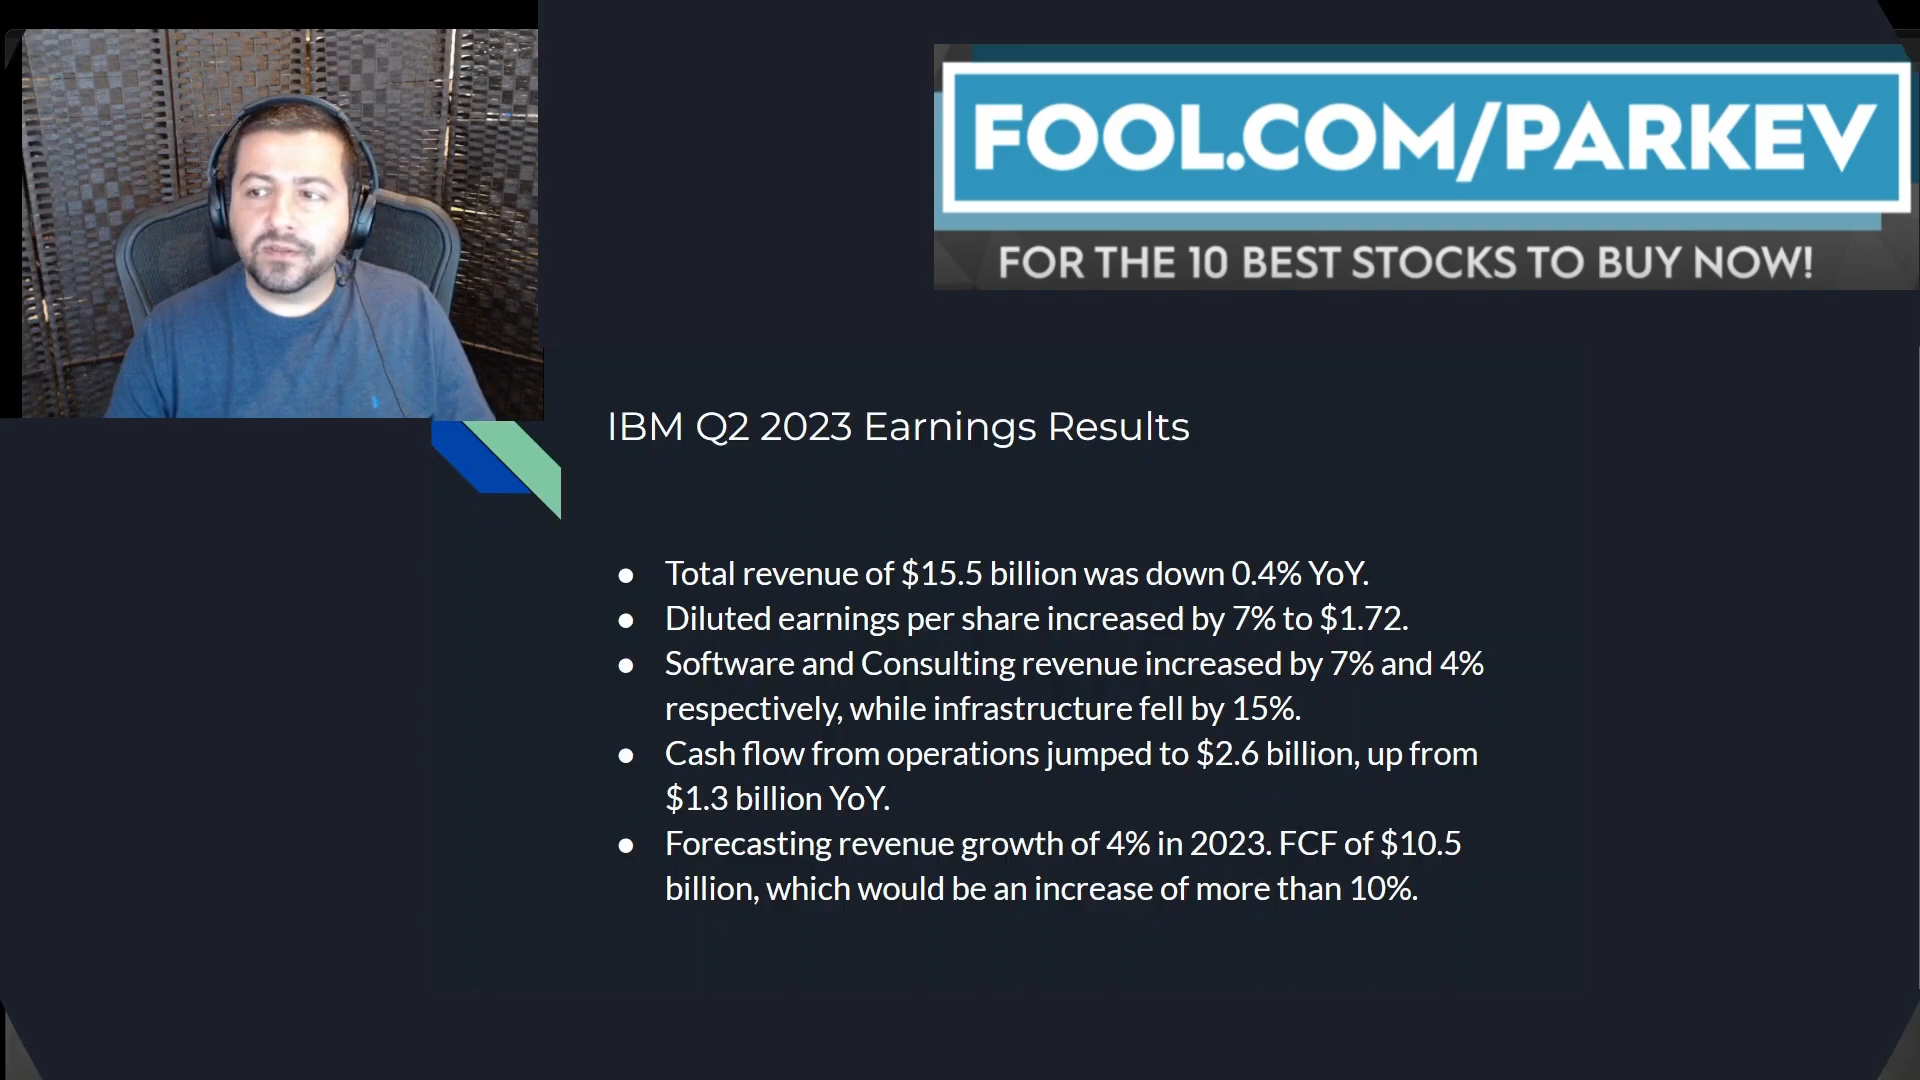 FOOL.COM/PARKEV
FOR THE 10 BEST STOCKS TO BUY NOW!
IBM Q2 2023 Earnings Results
● Total revenue of $15.5 billion was down 0.4% YoY.
● Diluted earnings per share increased by 7% to $1.72.
● Software and Consulting revenue increased by 7% and 4%
respectively, while infrastructure fell by 15%.
● Cash flow from operations jumped to $2.6 billion, up from
$1.3 billion YoY.
● Forecasting revenue growth of 4% in 2023. FCF of $10.5
billion, which would be an increase of more than 10%.